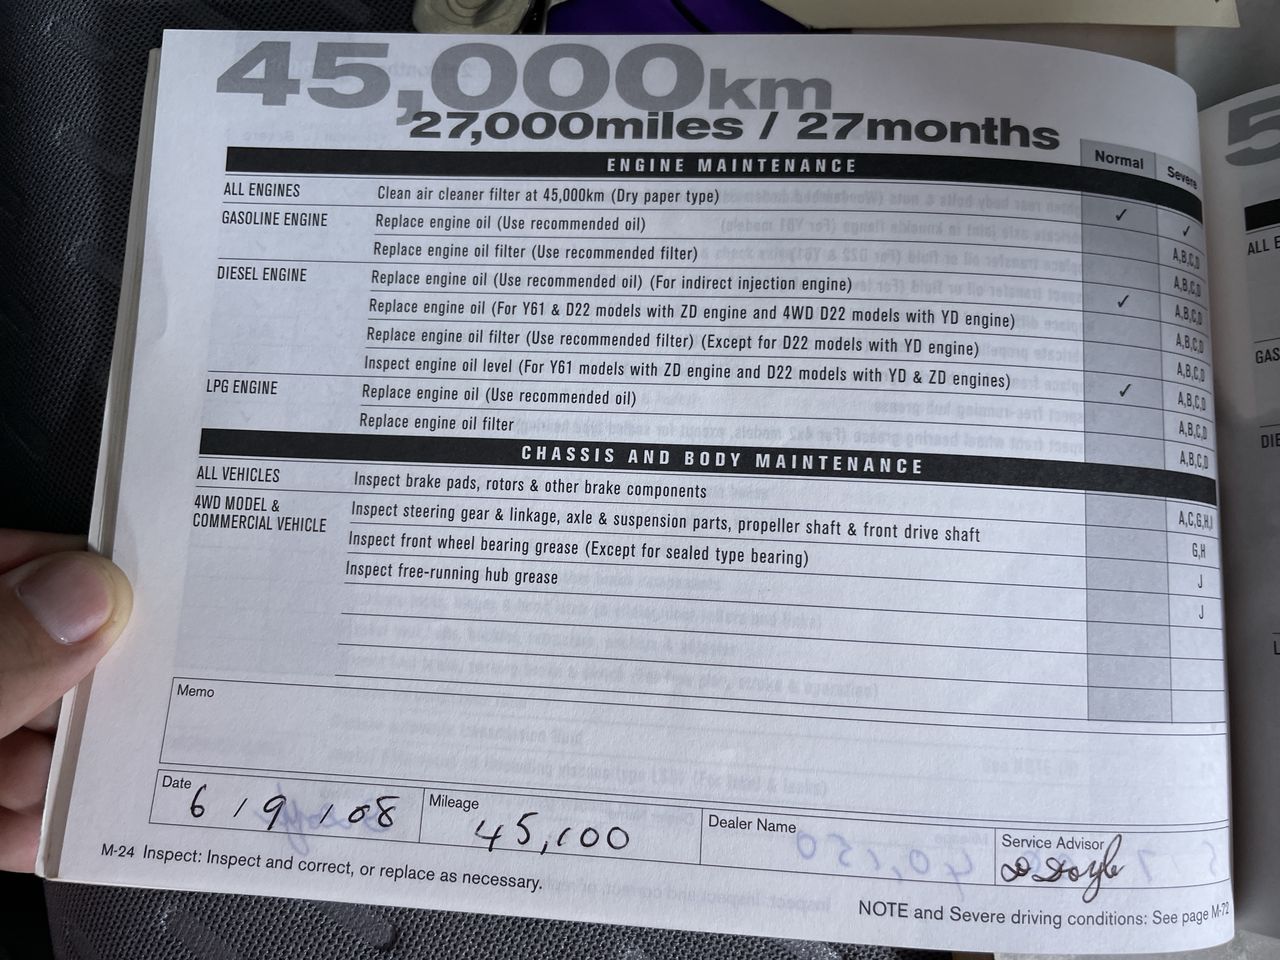 45,000km
27,000miles / 27months
Normal Severe
ENGINE MAINTENANCE
ALL ENGINES Clean air cleaner filter at 45,000km (Dry paper type) ✓ ✓
GASOLINE ENGINE Replace engine oil (Use recommended oil) A,B,C,D
Replace engine oil filter (Use recommended filter) A,B,C,D
DIESEL ENGINE Replace engine oil (Use recommended oil) (For indirect injection engine) ✓ A,B,C,D
Replace engine oil (For Y61 & D22 models with ZD engine and 4WD D22 models with YD engine) A,B,C,D
Replace engine oil filter (Use recommended filter) (Except for D22 models with YD engine) A,B,C,D
Inspect engine oil level (For Y61 models with ZD engine and D22 models with YD & ZD engines) ✓ A,B,C,D
LPG ENGINE Replace engine oil (Use recommended oil) A,B,C,D
Replace engine oil filter A,B,C,D
CHASSIS AND BODY MAINTENANCE
ALL VEHICLES Inspect brake pads, rotors & other brake components A,C,G,H,I
4WD MODEL & COMMERCIAL VEHICLE Inspect steering gear & linkage, axle & suspension parts, propeller shaft & front drive shaft G,H
Inspect front wheel bearing grease (Except for sealed type bearing) J
Inspect free-running hub grease J
Memo
Date 6 / 9 / 08 Mileage 45,100 Dealer Name Service Advisor D Doyle
M-24 Inspect: Inspect and correct, or replace as necessary.
NOTE and Severe driving conditions: See page M-72
5
ALL E
GAS
DIE
L